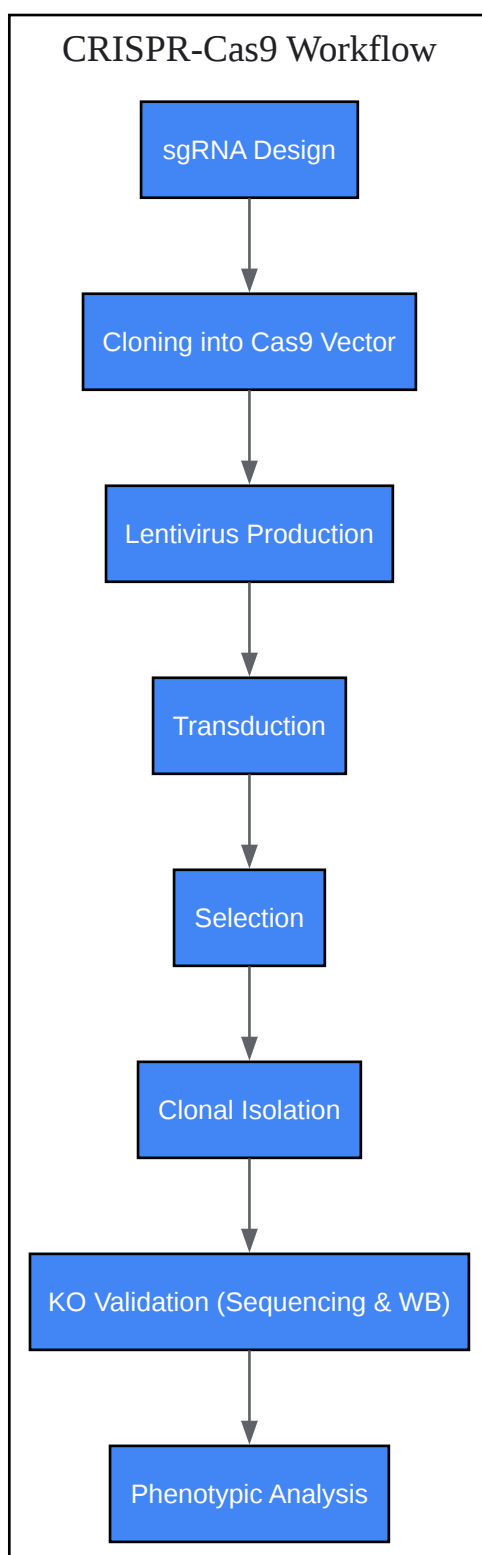 CRISPR-Cas9 Workflow
sgRNA Design
Cloning into Cas9 Vector
Lentivirus Production
Transduction
Selection
Clonal Isolation
KO Validation (Sequencing & WB)
Phenotypic Analysis